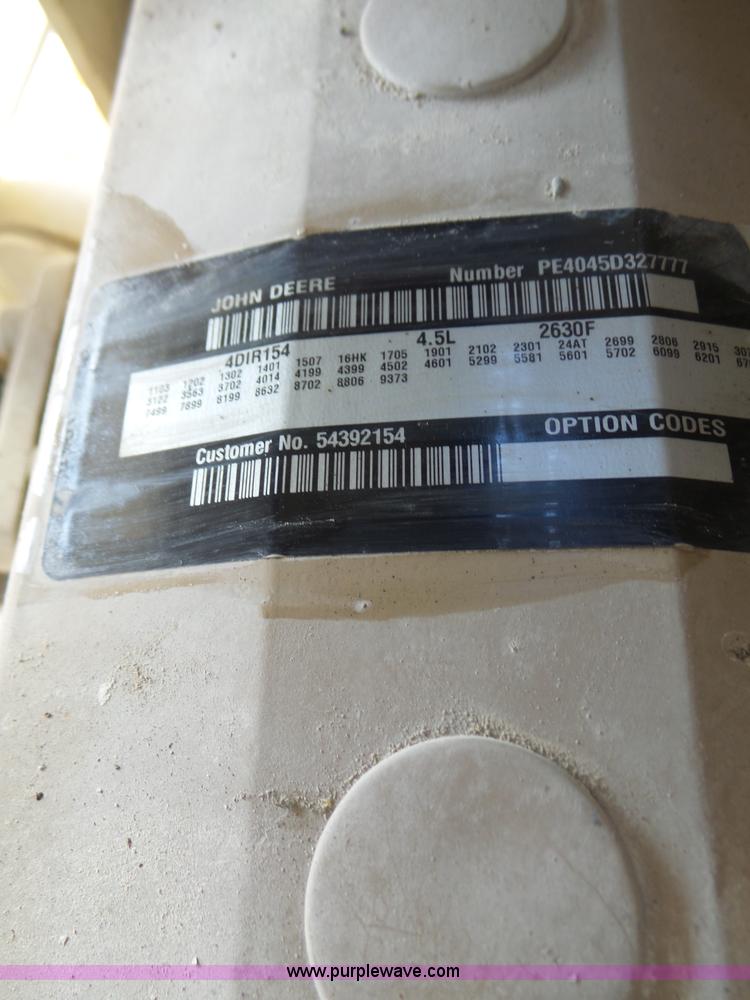 JOHN DEERE Number PE4045D327777
4DIR154 4.5L 2630F
1103 1202 1302 1401 1507 16HK 1705 1901 2102 2301 24AT 2699 2806 2915
3122 3563 3702 4014 4199 4399 4502 4601 5299 5581 5601 5702 6099 6201
7499 7899 8199 8632 8702 8806 9373
Customer No. 54392154 OPTION CODES
www.purplewave.com